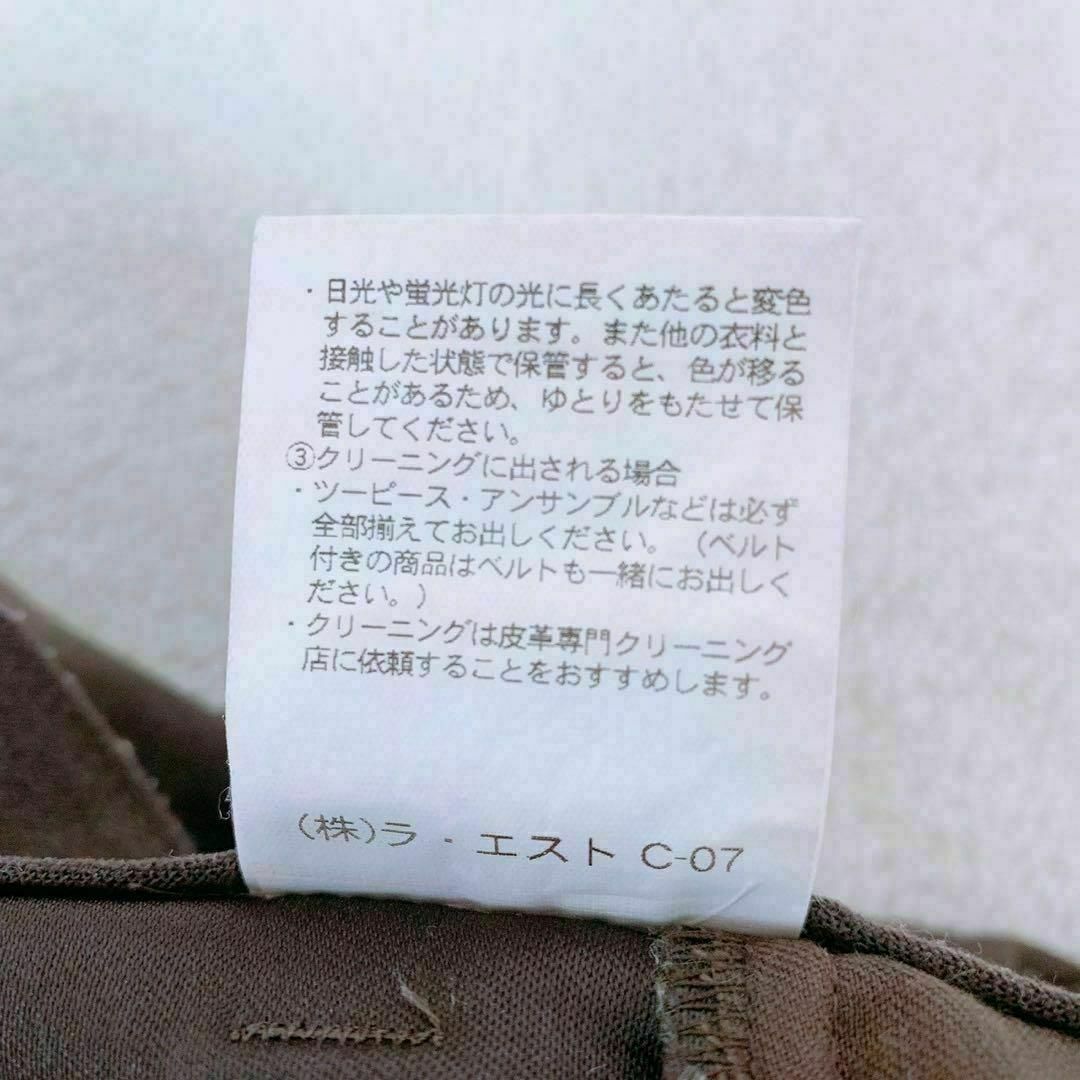 ・日光や蛍光灯の光に長くあたると変色
することがあります。また他の衣料と
接触した状態で保管すると、色が移る
ことがあるため、ゆとりをもたせて保
管してください。
③クリーニングに出される場合
・ツーピース・アンサンブルなどは必ず
全部揃えてお出しください。（ベルト
付きの商品はベルトも一緒にお出しく
ださい。）
・クリーニングは皮革専門クリーニング
店に依頼することをおすすめします。
(株)ラ・エスト C-07